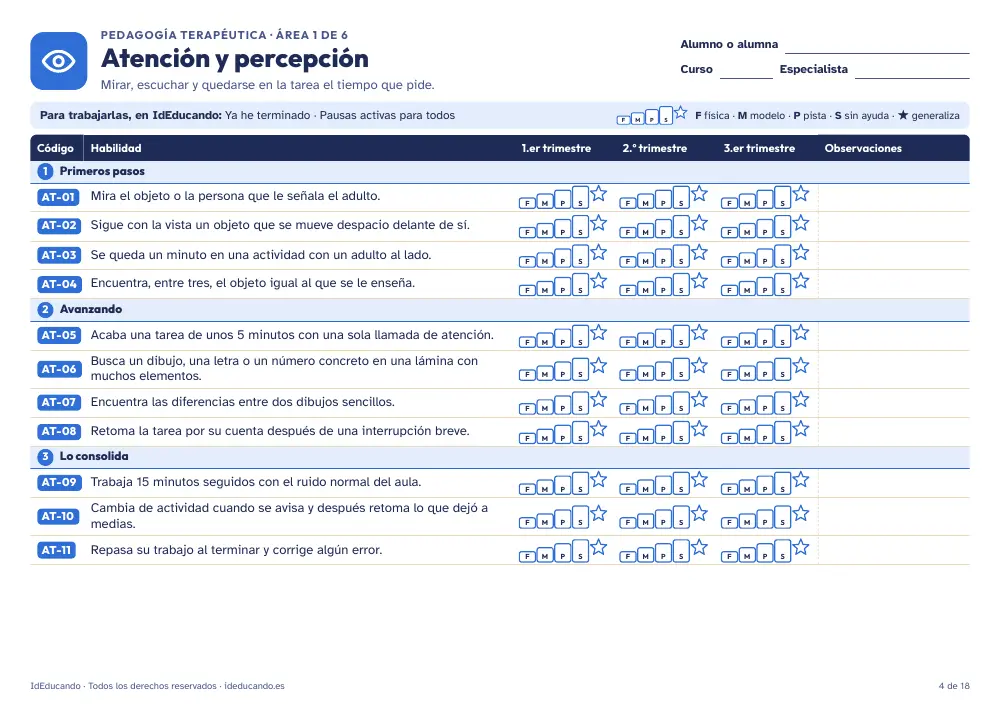 PEDAGOGÍA TERAPÉUTICA · ÁREA 1 DE 6
Atención y percepción
Mirar, escuchar y quedarse en la tarea el tiempo que pide.
Alumno o alumna
Curso Especialista
Para trabajarlas, en IdEducando: Ya he terminado · Pausas activas para todos
F M P S F física · M modelo · P pista · S sin ayuda · ★ generaliza
Código Habilidad 1.er trimestre 2.º trimestre 3.er trimestre Observaciones
1 Primeros pasos
AT-01 Mira el objeto o la persona que le señala el adulto. F M P S F M P S F M P S
AT-02 Sigue con la vista un objeto que se mueve despacio delante de sí. F M P S F M P S F M P S
AT-03 Se queda un minuto en una actividad con un adulto al lado. F M P S F M P S F M P S
AT-04 Encuentra, entre tres, el objeto igual al que se le enseña. F M P S F M P S F M P S
2 Avanzando
AT-05 Acaba una tarea de unos 5 minutos con una sola llamada de atención. F M P S F M P S F M P S
AT-06 Busca un dibujo, una letra o un número concreto en una lámina con
muchos elementos. F M P S F M P S F M P S
AT-07 Encuentra las diferencias entre dos dibujos sencillos. F M P S F M P S F M P S
AT-08 Retoma la tarea por su cuenta después de una interrupción breve. F M P S F M P S F M P S
3 Lo consolida
AT-09 Trabaja 15 minutos seguidos con el ruido normal del aula. F M P S F M P S F M P S
AT-10 Cambia de actividad cuando se avisa y después retoma lo que dejó a
medias. F M P S F M P S F M P S
AT-11 Repasa su trabajo al terminar y corrige algún error. F M P S F M P S F M P S
IdEducando · Todos los derechos reservados · ideducando.es
4 de 18